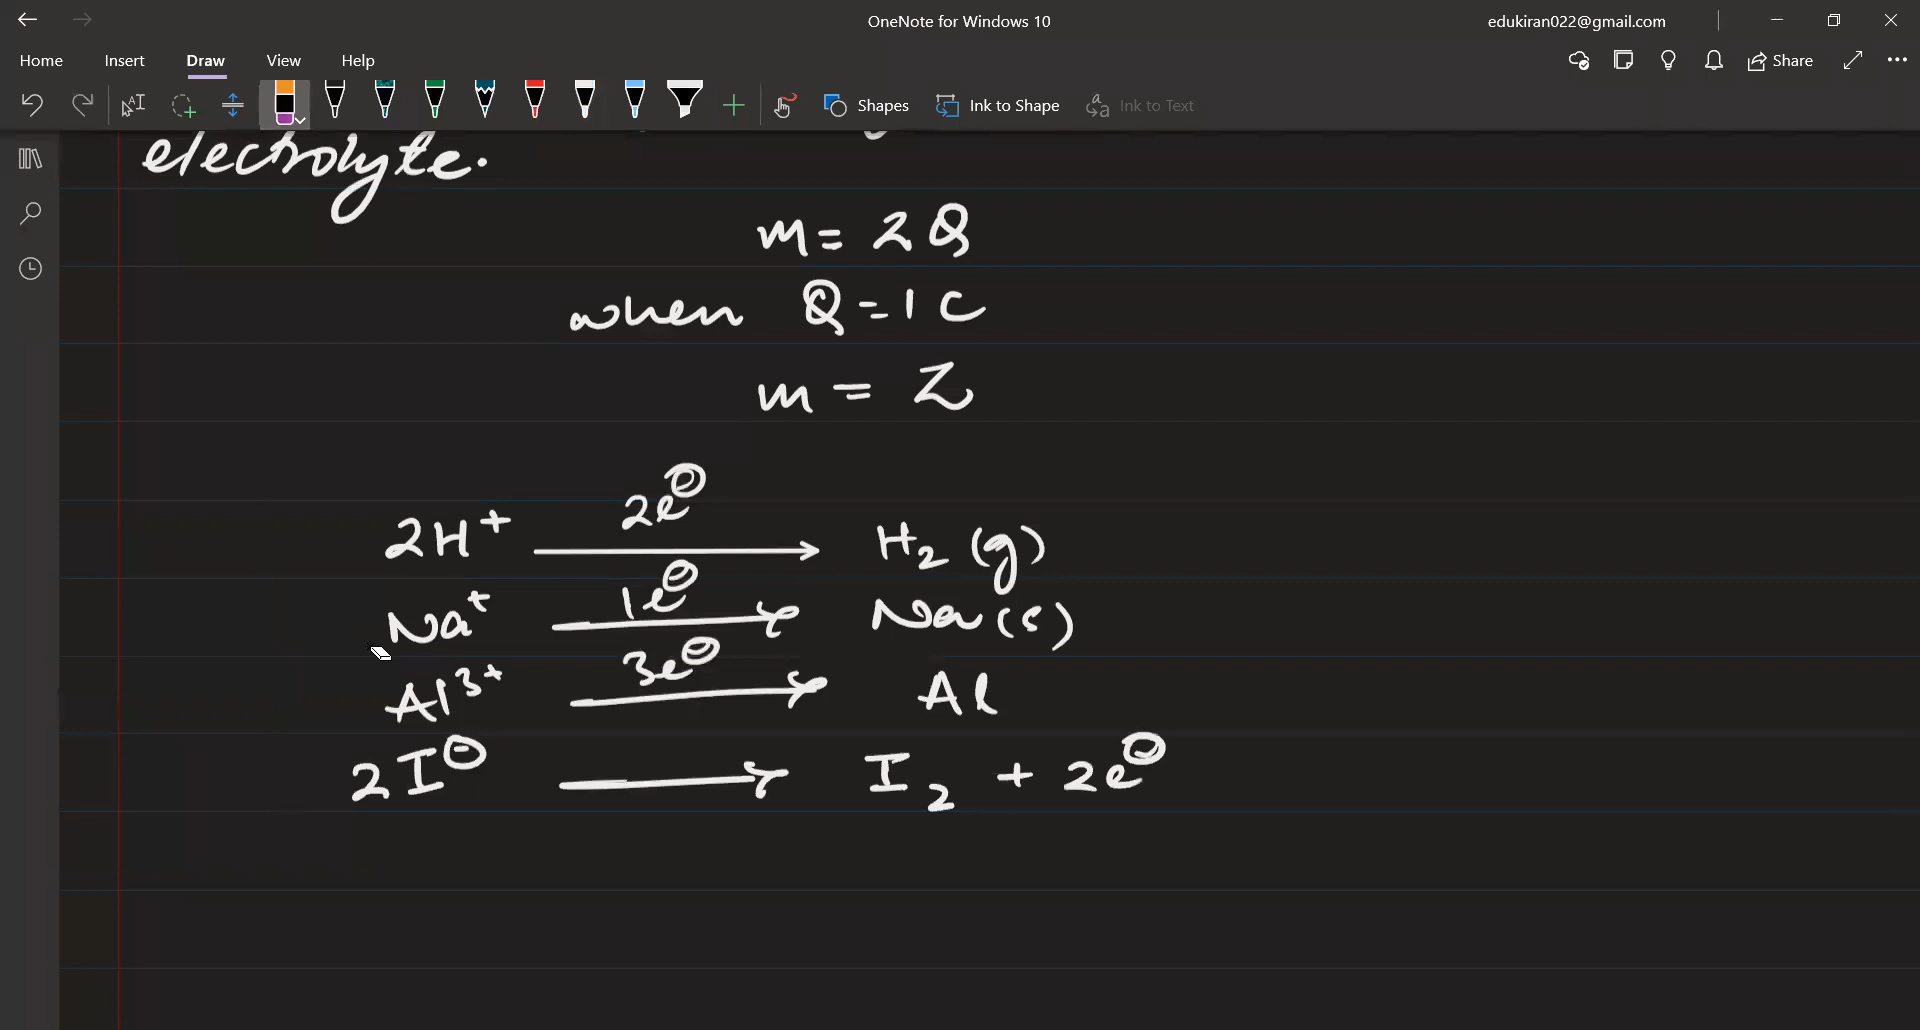 OneNote for Windows 10
edukiran022@gmail.com
Home Insert Draw View Help
Share
Shapes Ink to Shape Ink to Text
electrolyte.
m = Z Q
when Q = 1 C
m = Z
2H⁺ 2e⊖ ⟶ H₂ (g)
Na⁺ 1e⊖ ⟶ Na (s)
Al³⁺ 3e⊖ ⟶ Al
2I⊖ ⟶ I₂ + 2e⊖